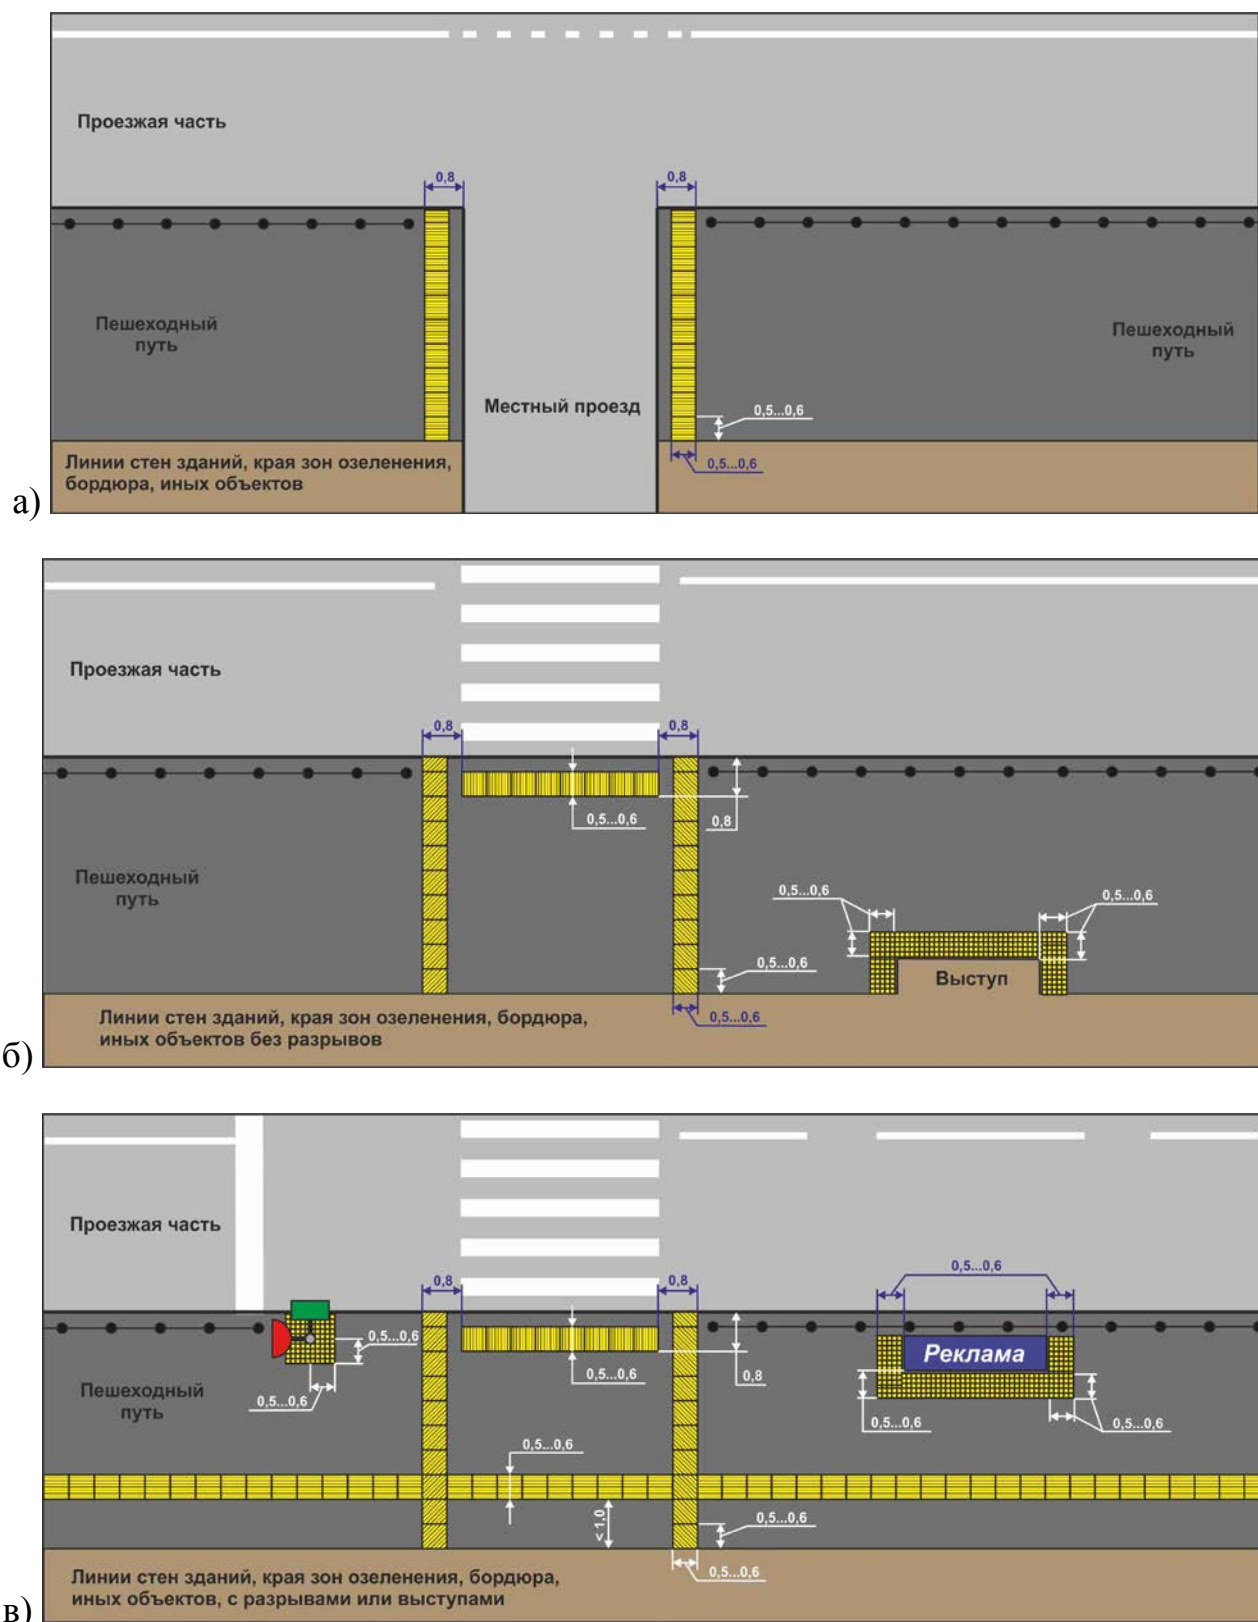 Проезжая часть
0,8
0,8
Пешеходный
путь
Пешеходный
путь
Местный проезд
0,5...0,6
Линии стен зданий, края зон озеленения,
бордюра, иных объектов
0,5...0,6
а)
Проезжая часть
0,8
0,8
0,5...0,6
0,8
Пешеходный
путь
0,5...0,6
0,5...0,6
0,5...0,6
Выступ
Линии стен зданий, края зон озеленения, бордюра,
иных объектов без разрывов
0,5...0,6
б)
Проезжая часть
0,8
0,8
0,5...0,6
0,5...0,6
Реклама
0,5...0,6
0,8
Пешеходный
путь
0,5...0,6
0,5...0,6
0,5...0,6
0,5...0,6
< 1,0
0,5...0,6
Линии стен зданий, края зон озеленения, бордюра,
иных объектов, с разрывами или выступами
0,5...0,6
в)